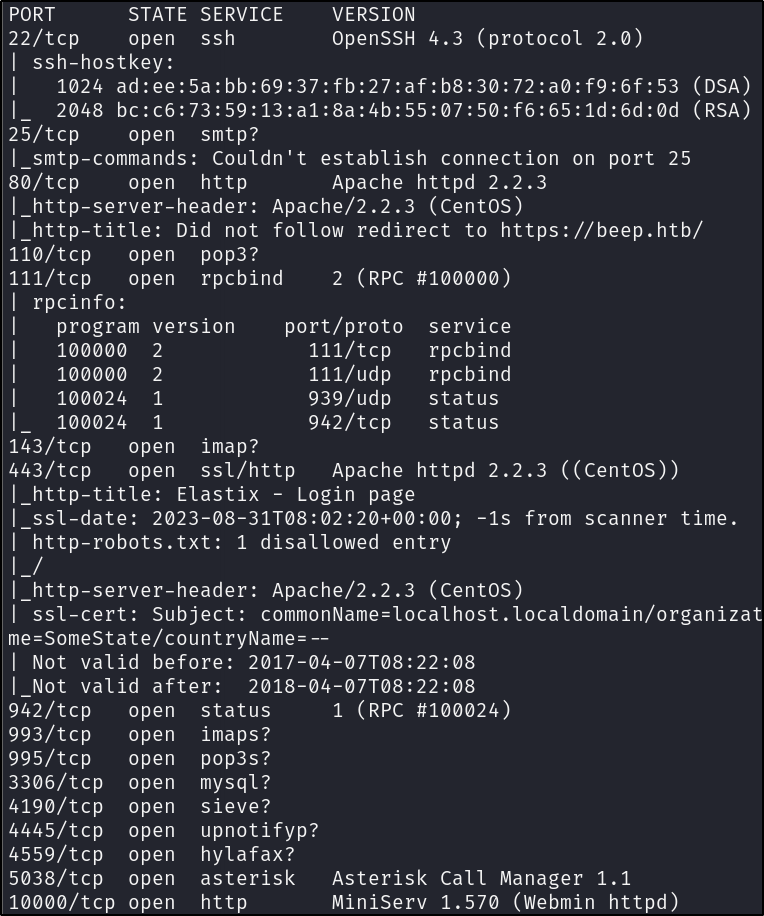 PORT      STATE SERVICE    VERSION
22/tcp    open  ssh        OpenSSH 4.3 (protocol 2.0)
| ssh-hostkey:
|   1024 ad:ee:5a:bb:69:37:fb:27:af:b8:30:72:a0:f9:6f:53 (DSA)
|_  2048 bc:c6:73:59:13:a1:8a:4b:55:07:50:f6:65:1d:6d:0d (RSA)
25/tcp    open  smtp?
|_smtp-commands: Couldn't establish connection on port 25
80/tcp    open  http       Apache httpd 2.2.3
|_http-server-header: Apache/2.2.3 (CentOS)
|_http-title: Did not follow redirect to https://beep.htb/
110/tcp   open  pop3?
111/tcp   open  rpcbind    2 (RPC #100000)
| rpcinfo:
|   program version    port/proto  service
|   100000  2            111/tcp   rpcbind
|   100000  2            111/udp   rpcbind
|   100024  1            939/udp   status
|_  100024  1            942/tcp   status
143/tcp   open  imap?
443/tcp   open  ssl/http   Apache httpd 2.2.3 ((CentOS))
|_http-title: Elastix - Login page
|_ssl-date: 2023-08-31T08:02:20+00:00; -1s from scanner time.
| http-robots.txt: 1 disallowed entry
|_/
|_http-server-header: Apache/2.2.3 (CentOS)
| ssl-cert: Subject: commonName=localhost.localdomain/organizat
me=SomeState/countryName=--
| Not valid before: 2017-04-07T08:22:08
|_Not valid after:  2018-04-07T08:22:08
942/tcp   open  status     1 (RPC #100024)
993/tcp   open  imaps?
995/tcp   open  pop3s?
3306/tcp  open  mysql?
4190/tcp  open  sieve?
4445/tcp  open  upnotifyp?
4559/tcp  open  hylafax?
5038/tcp  open  asterisk   Asterisk Call Manager 1.1
10000/tcp open  http       MiniServ 1.570 (Webmin httpd)